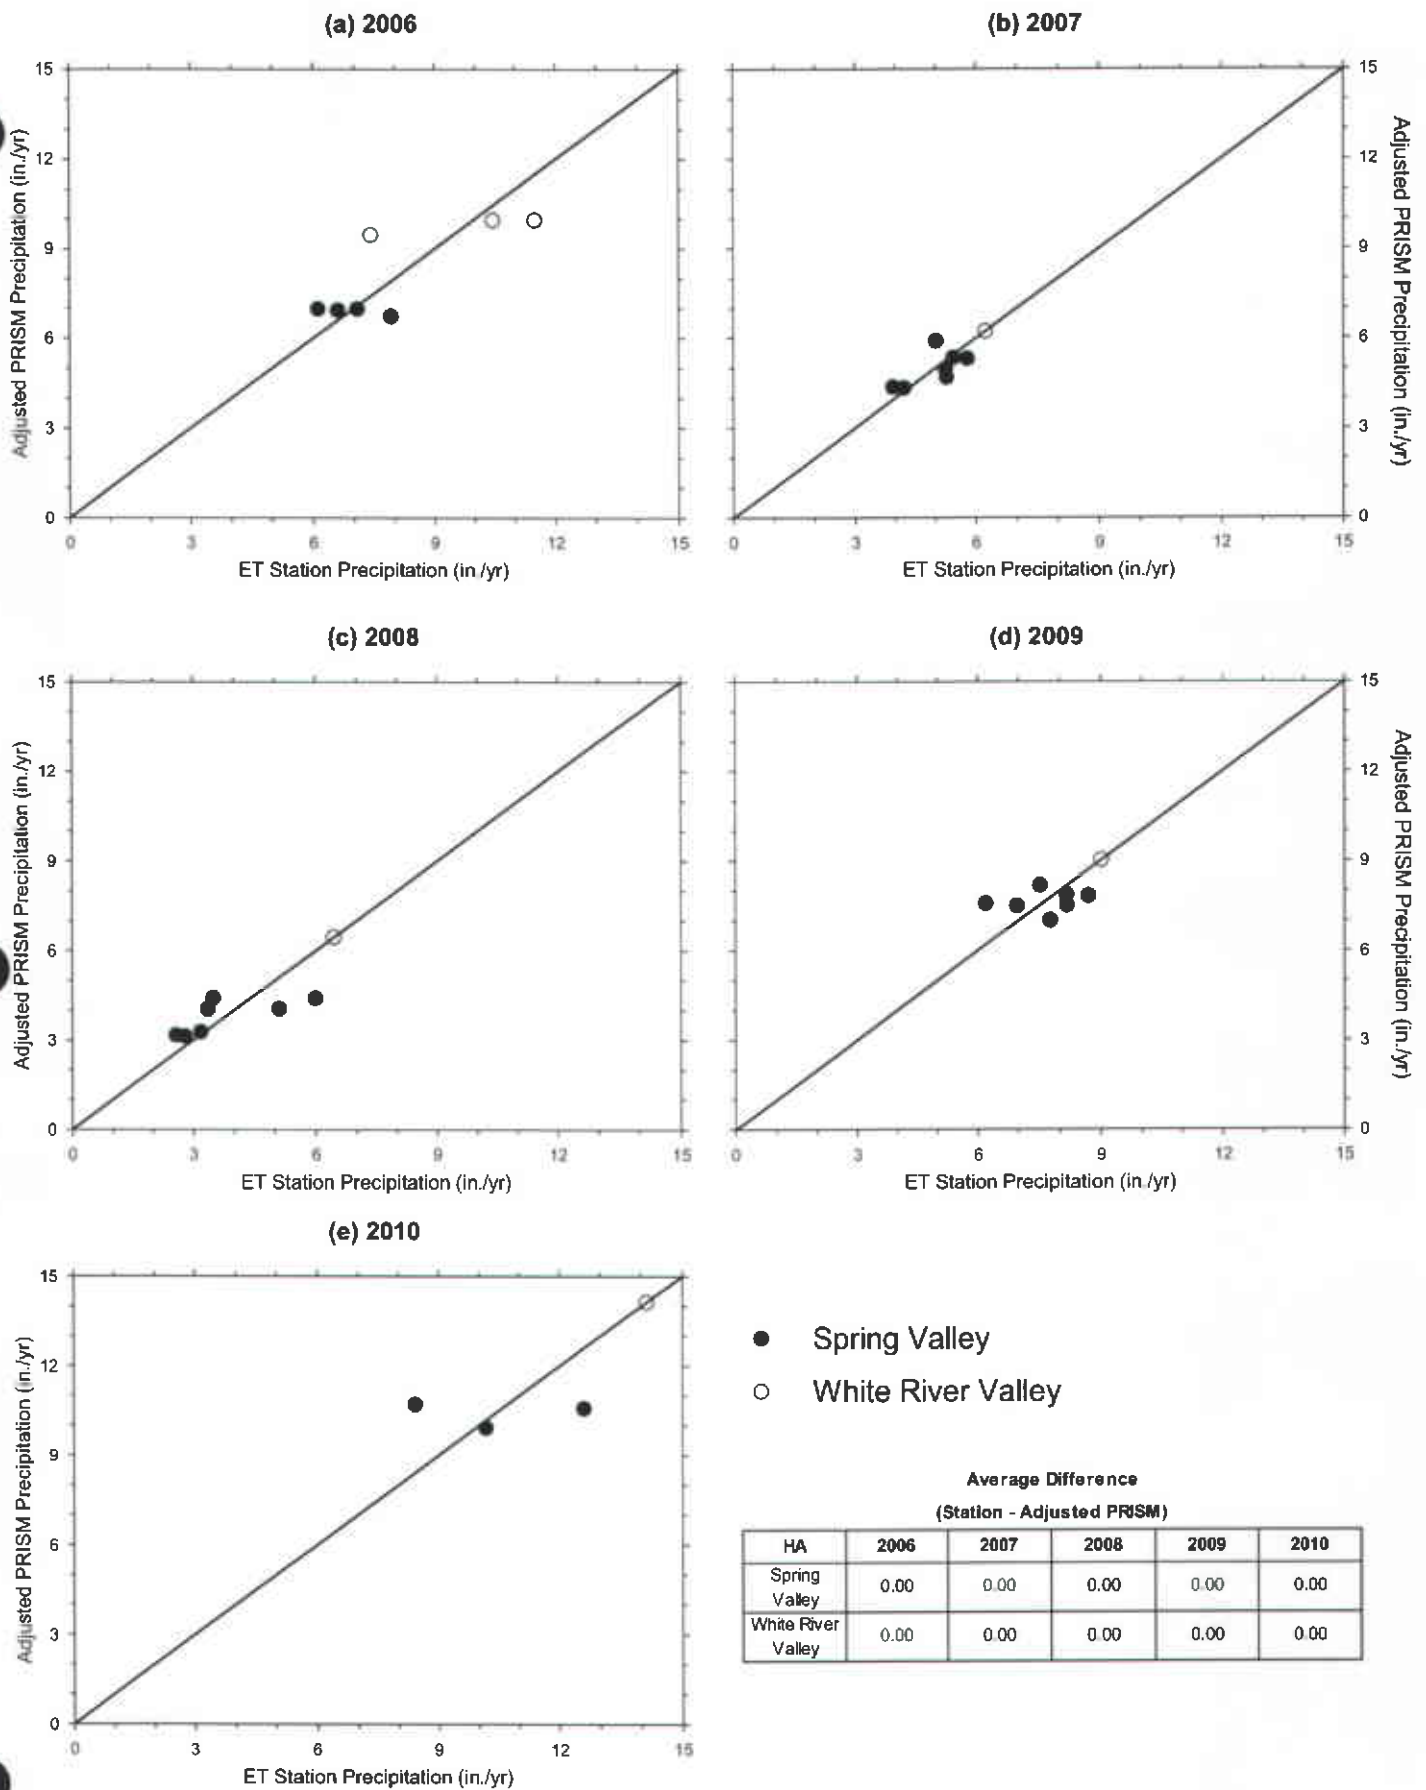 (a) 2006
15
12
9
6
3
0
Adjusted PRISM Precipitation (in./yr)
0 3 6 9 12 15
ET Station Precipitation (in./yr)
(b) 2007
15
12
9
6
3
0
Adjusted PRISM Precipitation (in./yr)
0 3 6 9 12 15
ET Station Precipitation (in./yr)
(c) 2008
15
12
9
6
3
0
Adjusted PRISM Precipitation (in./yr)
0 3 6 9 12 15
ET Station Precipitation (in./yr)
(d) 2009
15
12
9
6
3
0
Adjusted PRISM Precipitation (in./yr)
0 3 6 9 12 15
ET Station Precipitation (in./yr)
(e) 2010
15
12
9
6
3
0
Adjusted PRISM Precipitation (in./yr)
0 3 6 9 12 15
ET Station Precipitation (in./yr)
Spring Valley
White River Valley
Average Difference
(Station - Adjusted PRISM)
HA 2006 2007 2008 2009 2010
Spring
Valley 0.00 0.00 0.00 0.00 0.00
White River
Valley 0.00 0.00 0.00 0.00 0.00